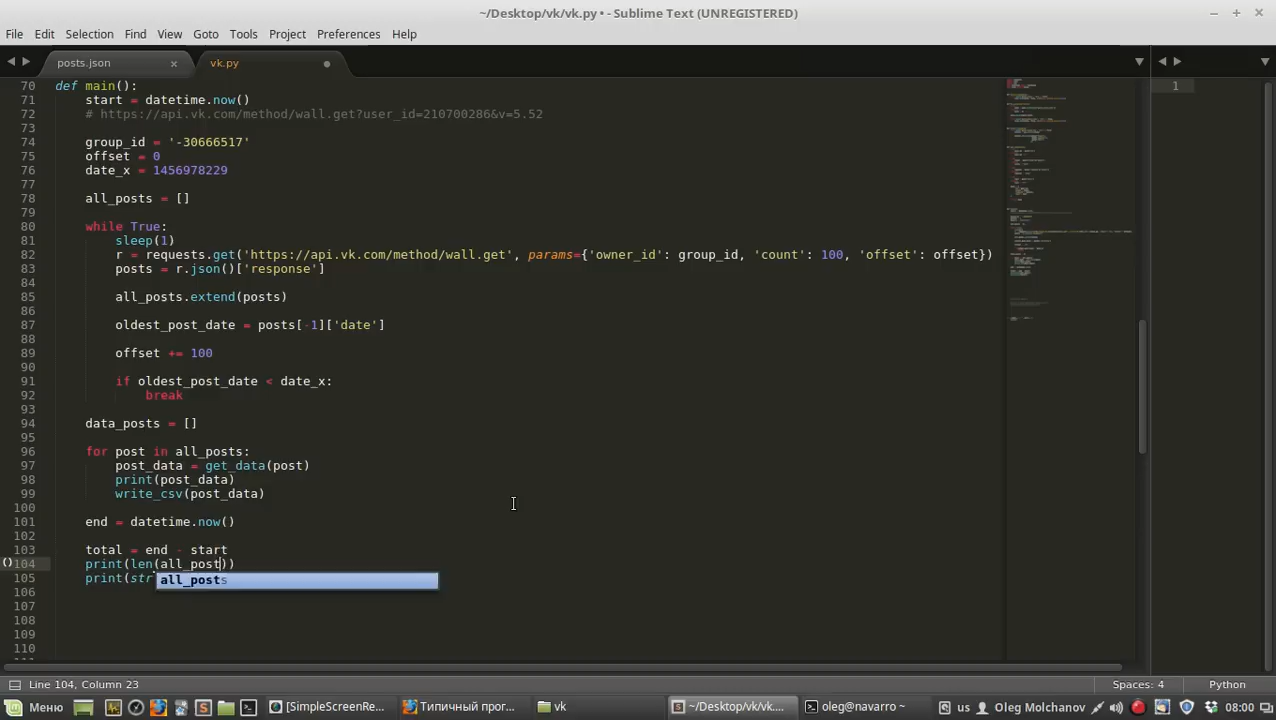 ~/Desktop/vk/vk.py • - Sublime Text (UNREGISTERED)
File Edit Selection Find View Goto Tools Project Preferences Help
posts.json vk.py
70 def main():
71 start = datetime.now()
72 # https://api.vk.com/method/wall.get?user_id=210700286&v=5.52
73
74 group_id = '-30666517'
75 offset = 0
76 date_x = 1456978229
77
78 all_posts = []
79
80 while True:
81 sleep(1)
82 r = requests.get('https://api.vk.com/method/wall.get', params={'owner_id': group_id, 'count': 100, 'offset': offset})
83 posts = r.json()['response']
84
85 all_posts.extend(posts)
86
87 oldest_post_date = posts[-1]['date']
88
89 offset += 100
90
91 if oldest_post_date < date_x:
92 break
93
94 data_posts = []
95
96 for post in all_posts:
97 post_data = get_data(post)
98 print(post_data)
99 write_csv(post_data)
100
101 end = datetime.now()
102
103 total = end - start
104 print(len(all_post))
105 print(str
all_posts
106
107
108
109
110
1
Line 104, Column 23 Spaces: 4 Python
Меню [SimpleScreenRe... Типичный прог... vk ~/Desktop/vk/vk.... oleg@navarro ~ us Oleg Molchanov 08:00